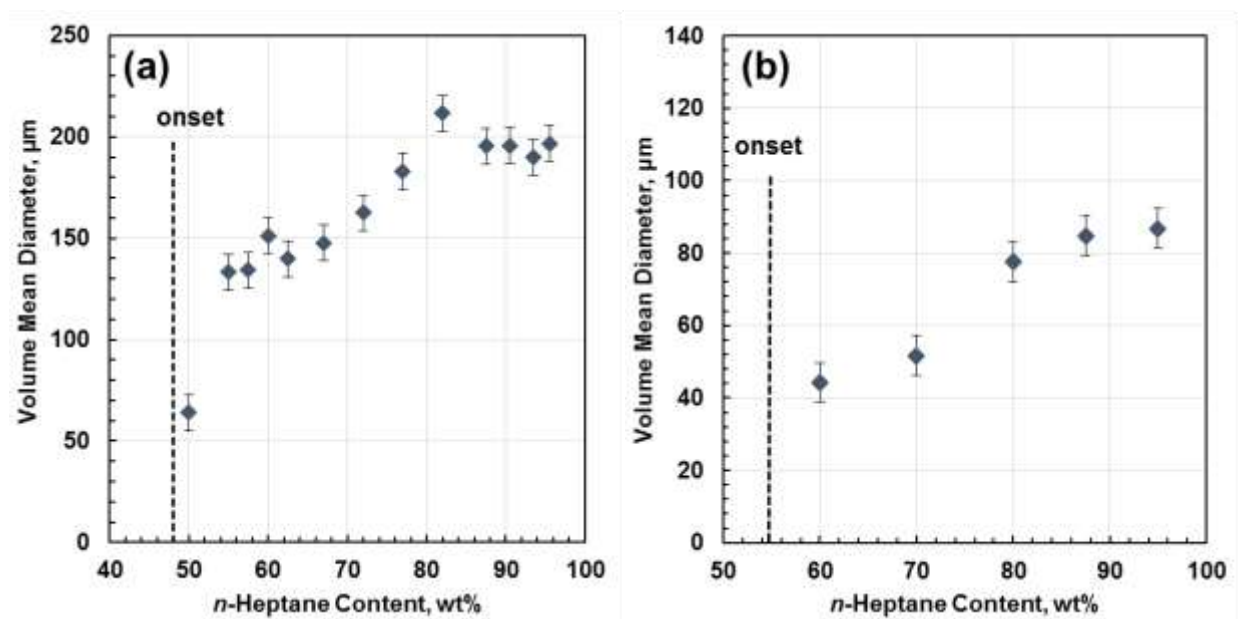 (a)
onset
Volume Mean Diameter, µm
250
200
150
100
50
0
40 50 60 70 80 90 100
n-Heptane Content, wt%
(b)
onset
Volume Mean Diameter, µm
140
120
100
80
60
40
20
0
50 60 70 80 90 100
n-Heptane Content, wt%